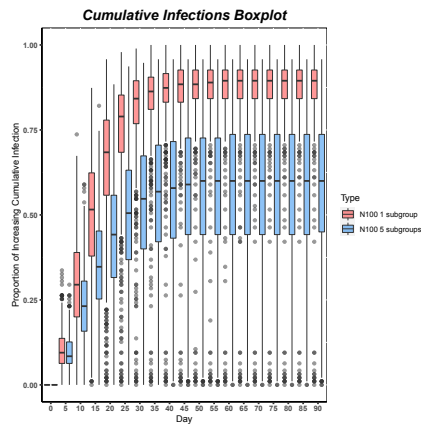 Cumulative Infections Boxplot
Proportion of Increasing Cumulative Infection
1.00
0.75
0.50
0.25
0.00
0 5 10 15 20 25 30 35 40 45 50 55 60 65 70 75 80 85 90
Day
Type
N100 1 subgroup
N100 5 subgroups